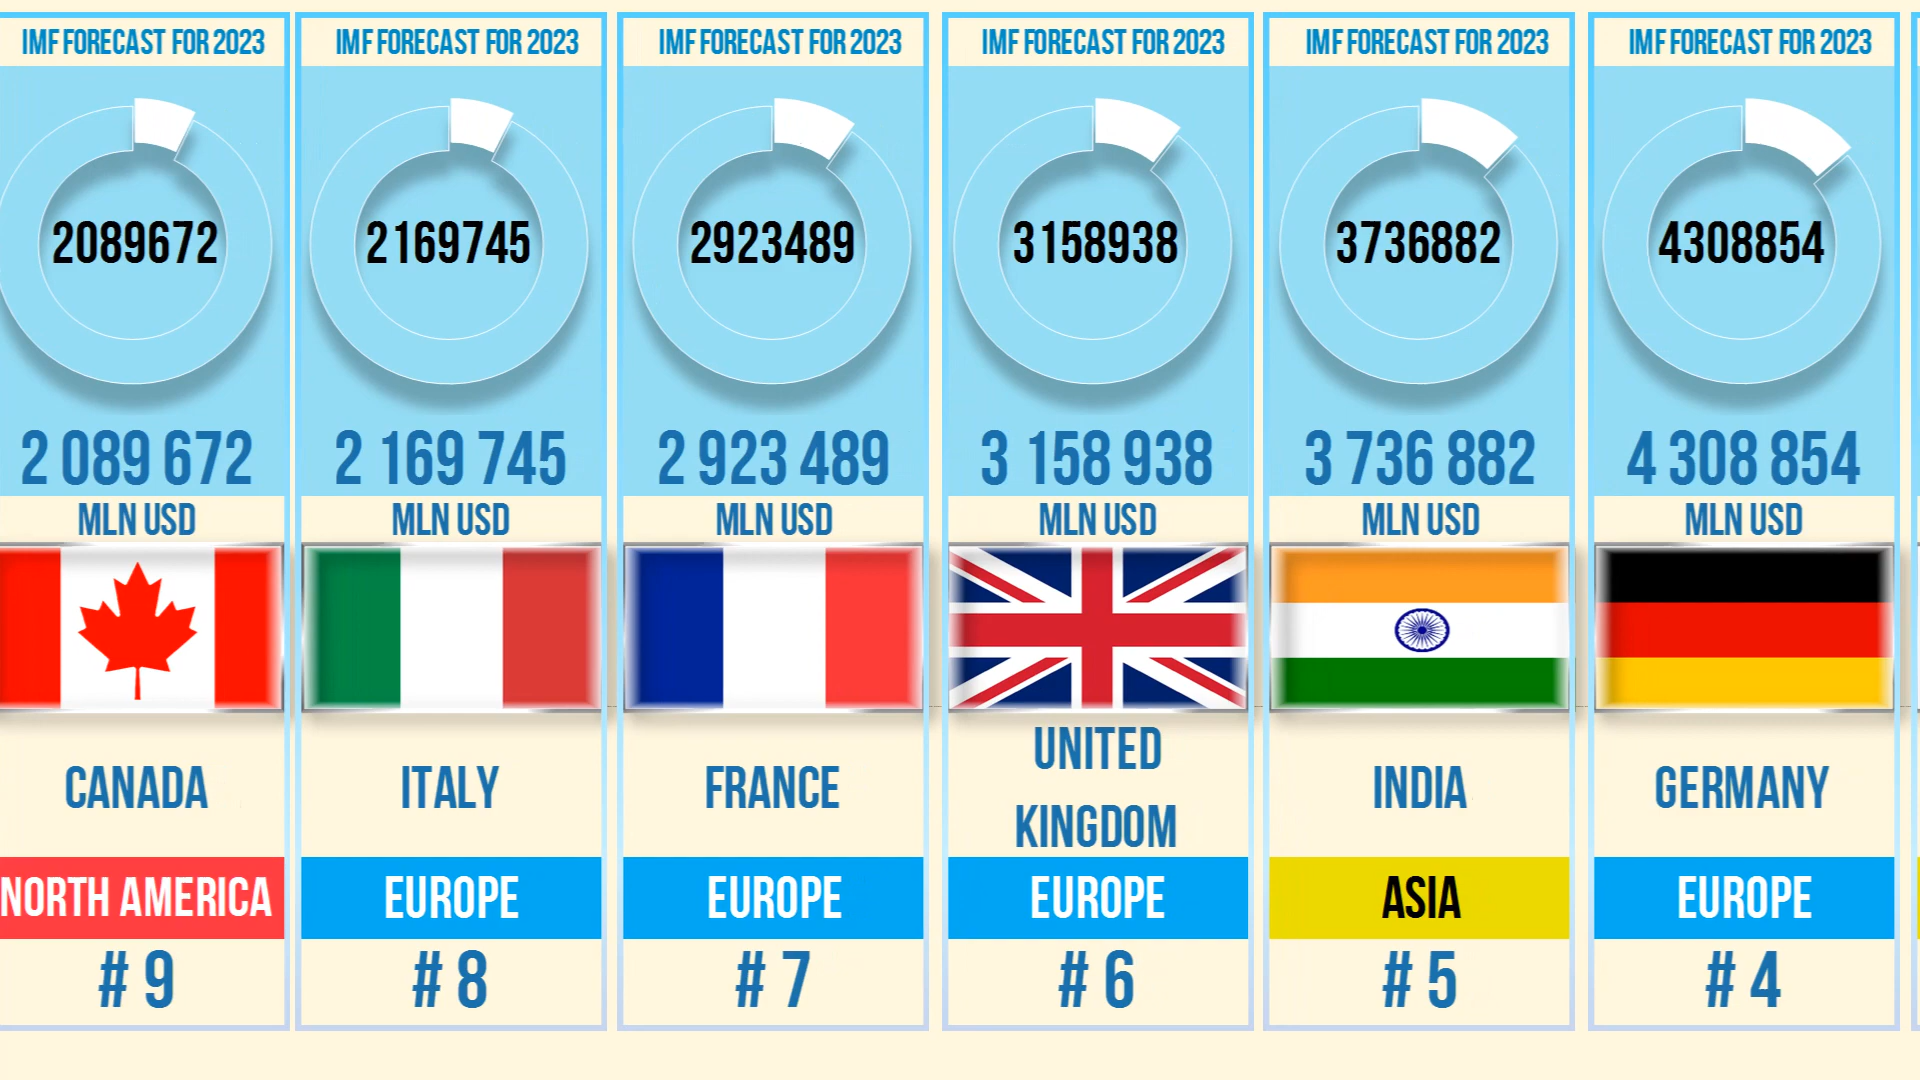 IMF FORECAST FOR 2023
2089672
2 089 672
MLN USD
CANADA
NORTH AMERICA
# 9
IMF FORECAST FOR 2023
2169745
2 169 745
MLN USD
ITALY
EUROPE
# 8
IMF FORECAST FOR 2023
2923489
2 923 489
MLN USD
FRANCE
EUROPE
# 7
IMF FORECAST FOR 2023
3158938
3 158 938
MLN USD
UNITED
KINGDOM
EUROPE
# 6
IMF FORECAST FOR 2023
3736882
3 736 882
MLN USD
INDIA
ASIA
# 5
IMF FORECAST FOR 2023
4308854
4 308 854
MLN USD
GERMANY
EUROPE
# 4